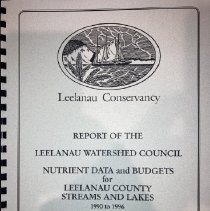 Leelanau Conservancy
REPORT OF THE
LEELANAU WATERSHED COUNCIL
NUTRIENT DATA and BUDGETS
for
LEELANAU COUNTY
STREAMS AND LAKES
1990 to 1996